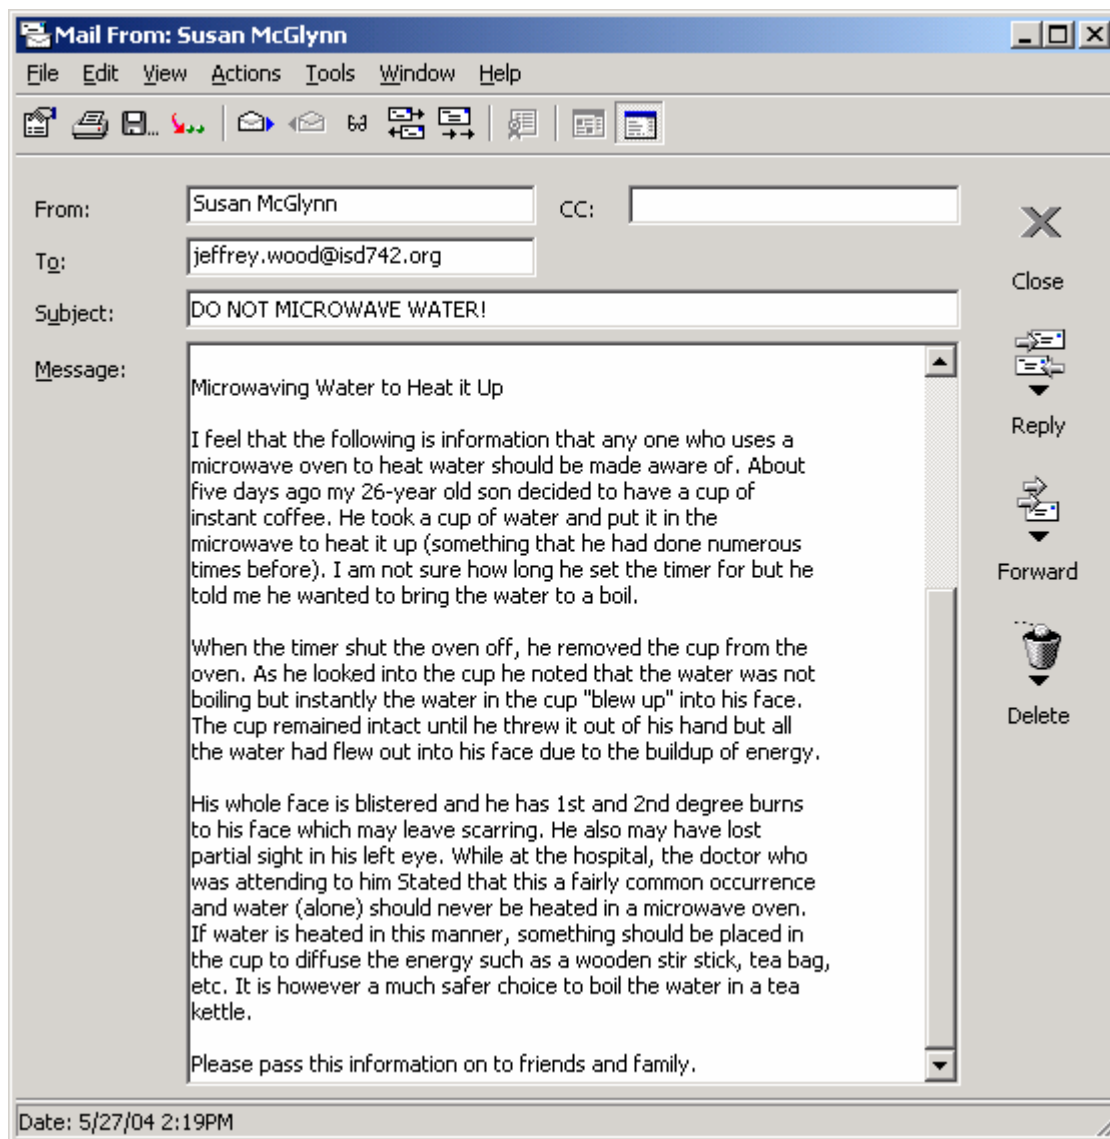 Mail From: Susan McGlynn
File Edit View Actions Tools Window Help
From: Susan McGlynn CC:
To: jeffrey.wood@isd742.org
Subject: DO NOT MICROWAVE WATER!
Message:
Microwaving Water to Heat it Up
I feel that the following is information that any one who uses a
microwave oven to heat water should be made aware of. About
five days ago my 26-year old son decided to have a cup of
instant coffee. He took a cup of water and put it in the
microwave to heat it up (something that he had done numerous
times before). I am not sure how long he set the timer for but he
told me he wanted to bring the water to a boil.
When the timer shut the oven off, he removed the cup from the
oven. As he looked into the cup he noted that the water was not
boiling but instantly the water in the cup "blew up" into his face.
The cup remained intact until he threw it out of his hand but all
the water had flew out into his face due to the buildup of energy.
His whole face is blistered and he has 1st and 2nd degree burns
to his face which may leave scarring. He also may have lost
partial sight in his left eye. While at the hospital, the doctor who
was attending to him Stated that this a fairly common occurrence
and water (alone) should never be heated in a microwave oven.
If water is heated in this manner, something should be placed in
the cup to diffuse the energy such as a wooden stir stick, tea bag,
etc. It is however a much safer choice to boil the water in a tea
kettle.
Please pass this information on to friends and family.
Close
Reply
Forward
Delete
Date: 5/27/04 2:19PM